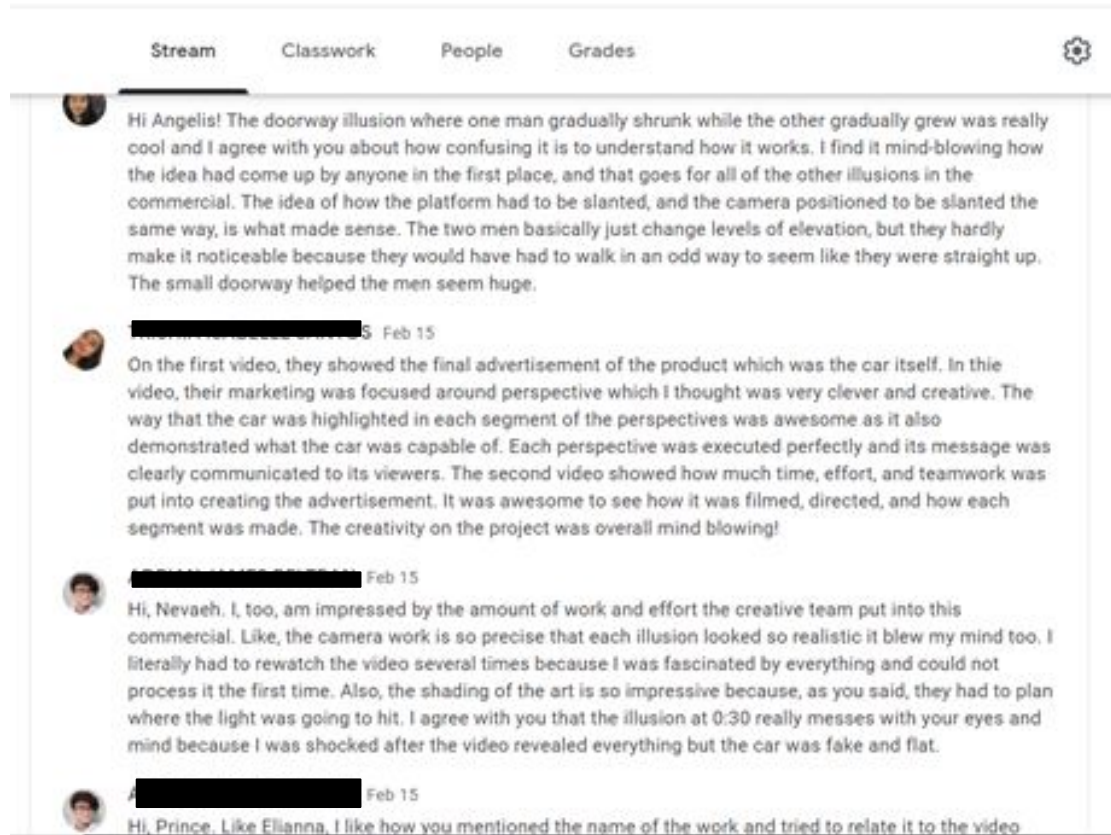 Stream Classwork People Grades
Hi Angelis! The doorway illusion where one man gradually shrunk while the other gradually grew was really
cool and I agree with you about how confusing it is to understand how it works. I find it mind-blowing how
the idea had come up by anyone in the first place, and that goes for all of the other illusions in the
commercial. The idea of how the platform had to be slanted, and the camera positioned to be slanted the
same way, is what made sense. The two men basically just change levels of elevation, but they hardly
make it noticeable because they would have had to walk in an odd way to seem like they were straight up.
The small doorway helped the men seem huge.
S Feb 15
On the first video, they showed the final advertisement of the product which was the car itself. In thie
video, their marketing was focused around perspective which I thought was very clever and creative. The
way that the car was highlighted in each segment of the perspectives was awesome as it also
demonstrated what the car was capable of. Each perspective was executed perfectly and its message was
clearly communicated to its viewers. The second video showed how much time, effort, and teamwork was
put into creating the advertisement. It was awesome to see how it was filmed, directed, and how each
segment was made. The creativity on the project was overall mind blowing!
Feb 15
Hi, Nevaeh. I, too, am impressed by the amount of work and effort the creative team put into this
commercial. Like, the camera work is so precise that each illusion looked so realistic it blew my mind too. I
literally had to rewatch the video several times because I was fascinated by everything and could not
process it the first time. Also, the shading of the art is so impressive because, as you said, they had to plan
where the light was going to hit. I agree with you that the illusion at 0:30 really messes with your eyes and
mind because I was shocked after the video revealed everything but the car was fake and flat.
A Feb 15
Hi, Prince. Like Elianna, I like how you mentioned the name of the work and tried to relate it to the video